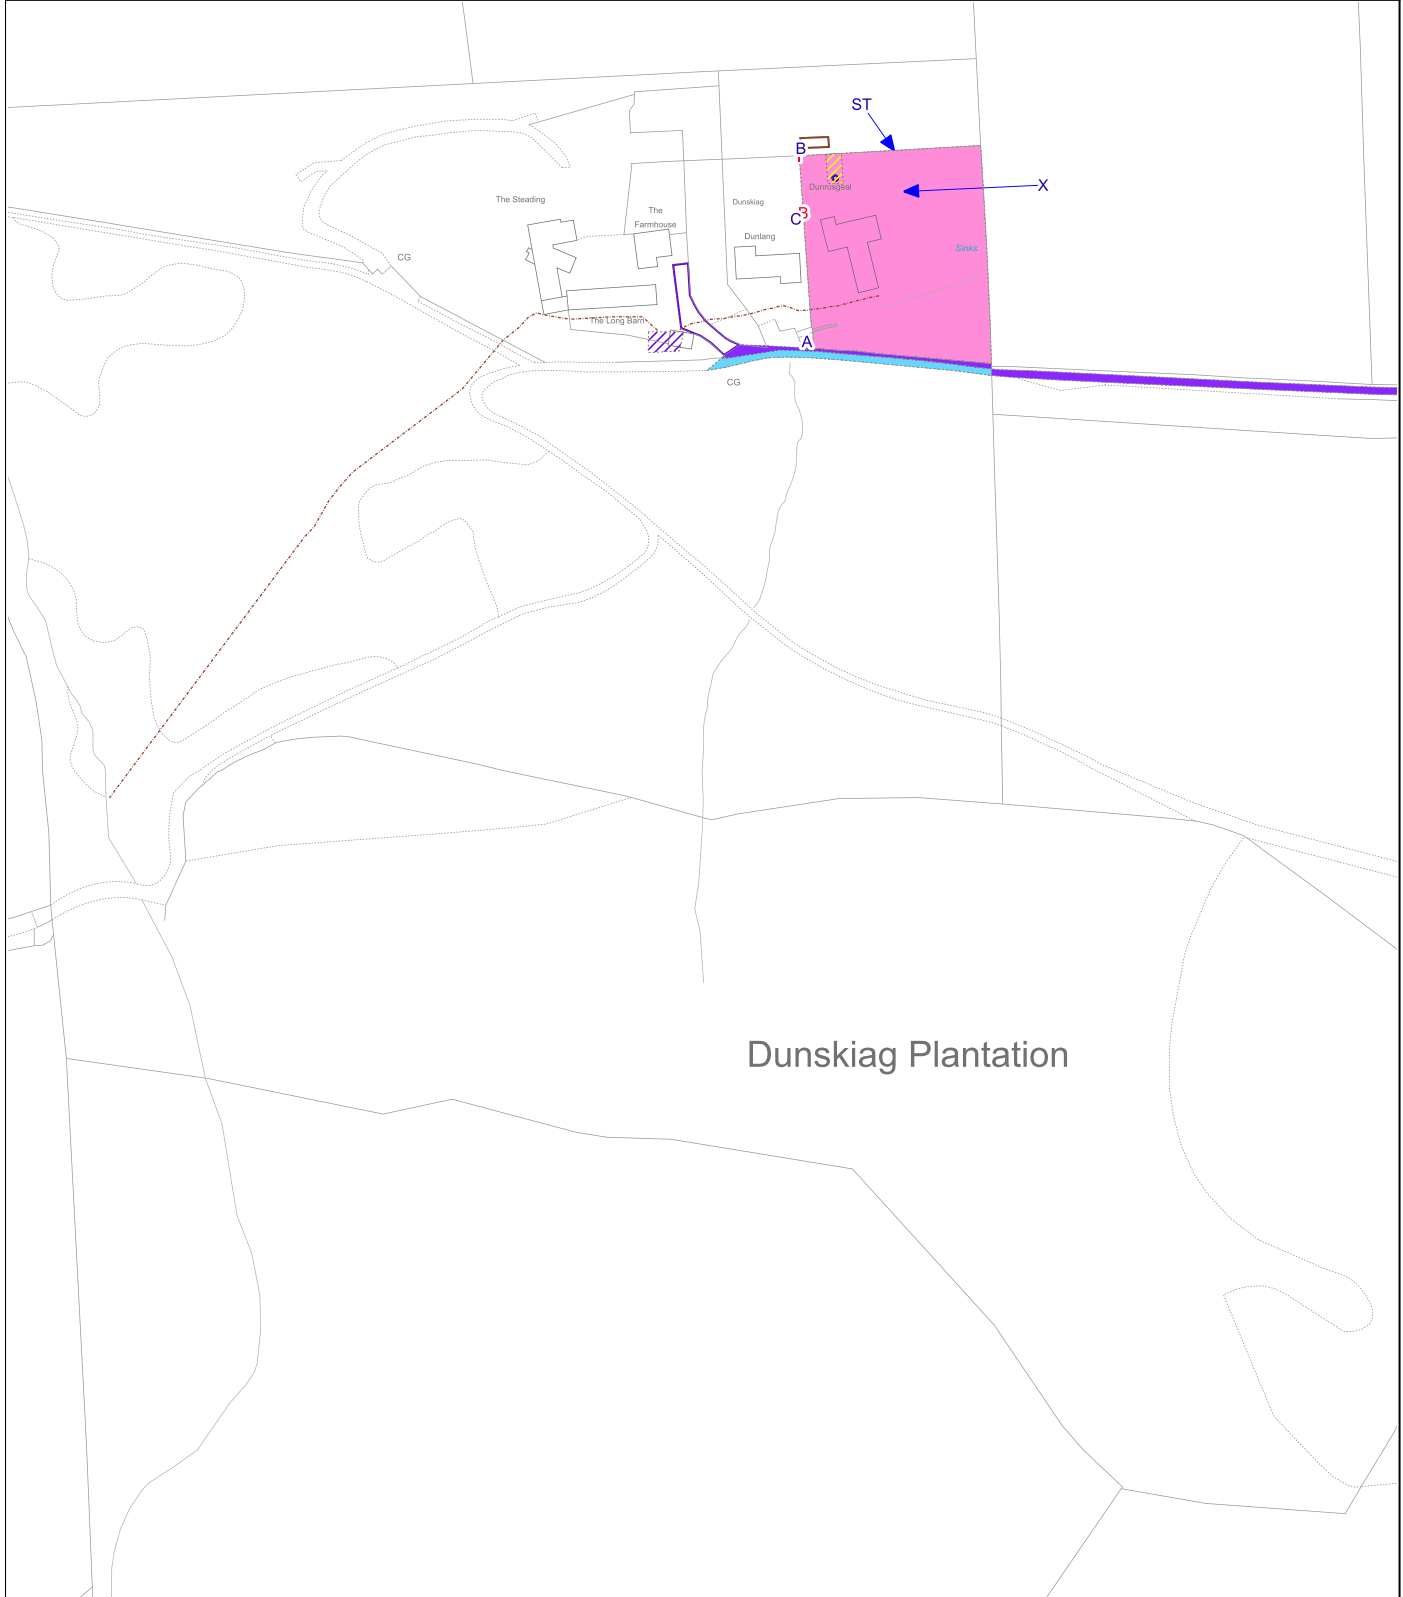 ST
B
Dunrosgeal
X
The Steading
The
Farmhouse
Dunskiag
C
Dunlang
Sinks
CG
The Long Barn
A
CG
Dunskiag Plantation